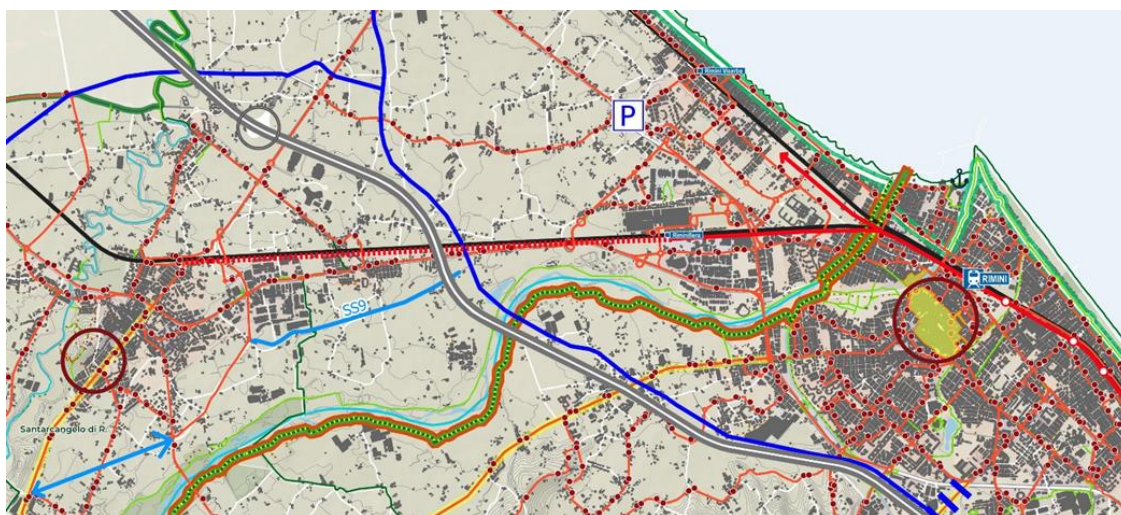 Rimini Viserba
P
Riminifiera
RIMINI
SS9
Santarcangelo di R.